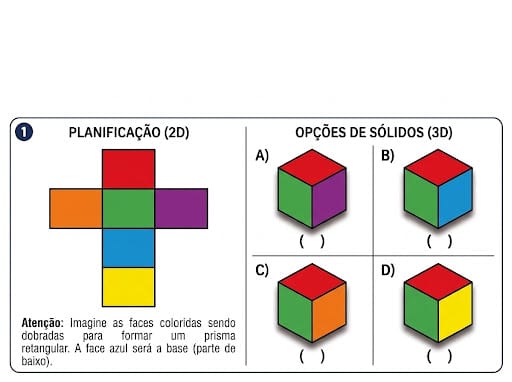 1
PLANIFICAÇÃO (2D)
OPÇÕES DE SÓLIDOS (3D)
A)
B)
( )
( )
C)
D)
( )
( )
Atenção: Imagine as faces coloridas sendo
dobradas para formar um prisma
retangular. A face azul será a base (parte de
baixo).